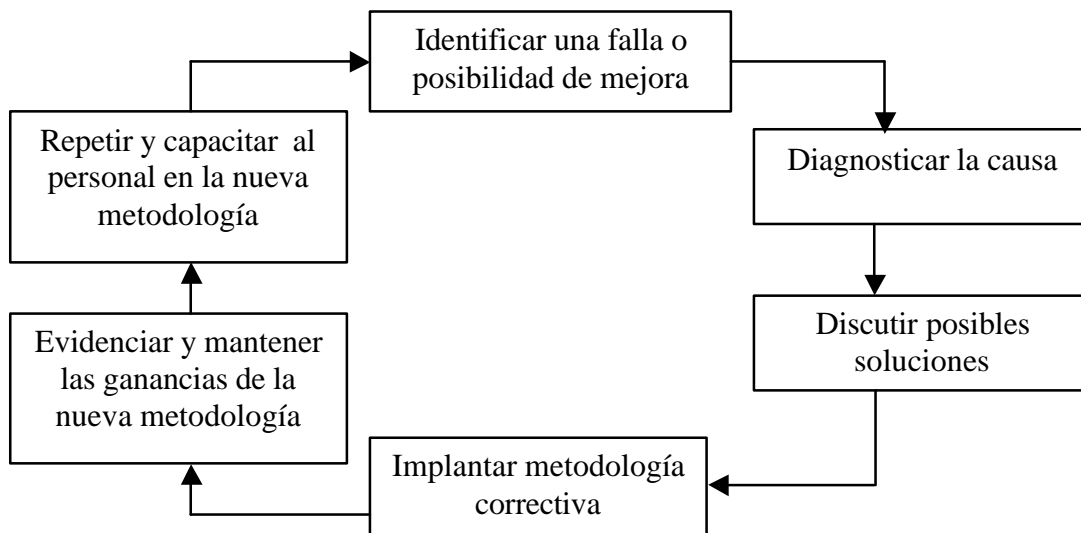 Identificar una falla o
posibilidad de mejora
Diagnosticar la causa
Discutir posibles
soluciones
Implantar metodología
correctiva
Evidenciar y mantener
las ganancias de la
nueva metodología
Repetir y capacitar al
personal en la nueva
metodología